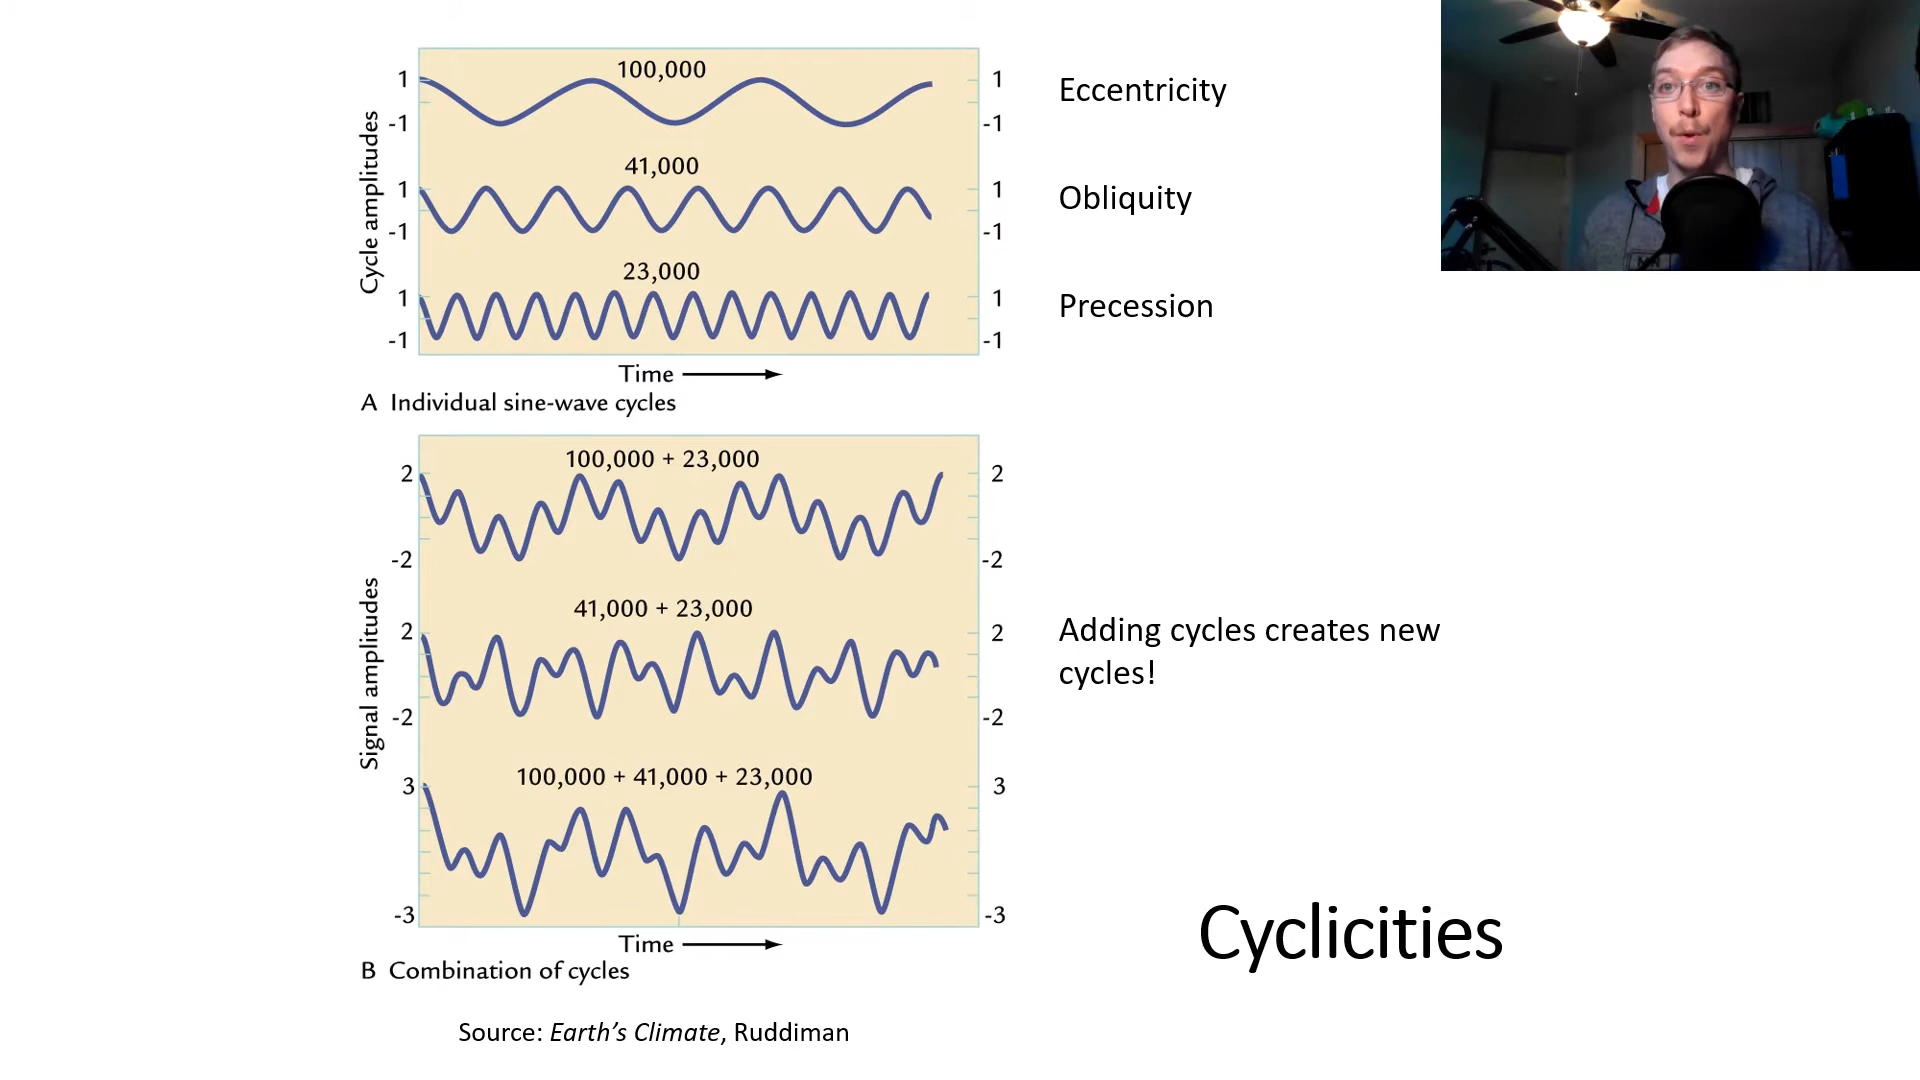 Cycle amplitudes
100,000
1
-1
1
-1
Eccentricity
41,000
1
-1
1
-1
Obliquity
23,000
1
-1
1
-1
Precession
Time
A Individual sine-wave cycles
Signal amplitudes
100,000 + 23,000
2
-2
2
-2
41,000 + 23,000
2
-2
2
-2
Adding cycles creates new
cycles!
100,000 + 41,000 + 23,000
3
-3
3
-3
Time
B Combination of cycles
Cyclicities
Source: Earth's Climate, Ruddiman